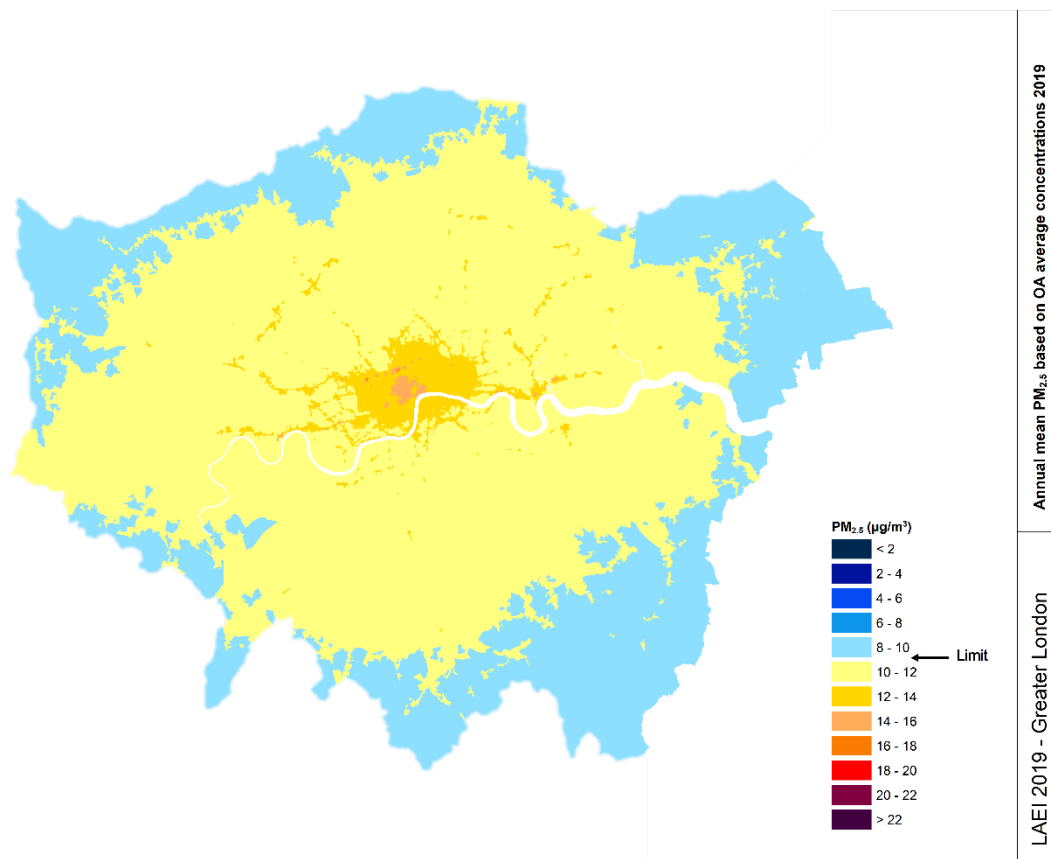 Annual mean PM₂.₅ based on OA average concentrations 2019
PM₂.₅ (µg/m³)
< 2
2 - 4
4 - 6
6 - 8
8 - 10
Limit
10 - 12
12 - 14
14 - 16
16 - 18
18 - 20
20 - 22
> 22
LAEI 2019 - Greater London